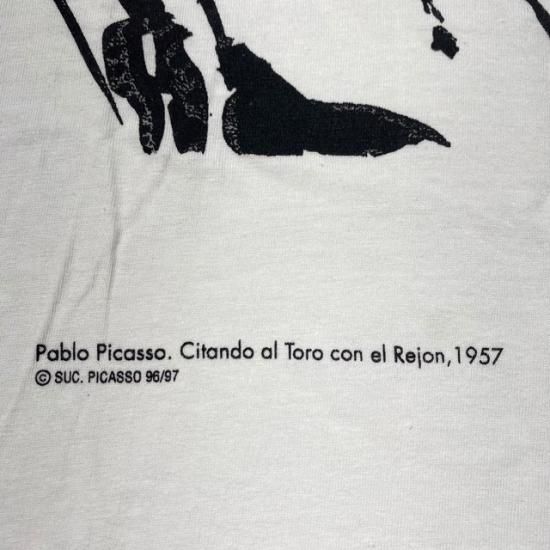 Pablo Picasso. Citando al Toro con el Rejon, 1957
© SUC. PICASSO 96/97